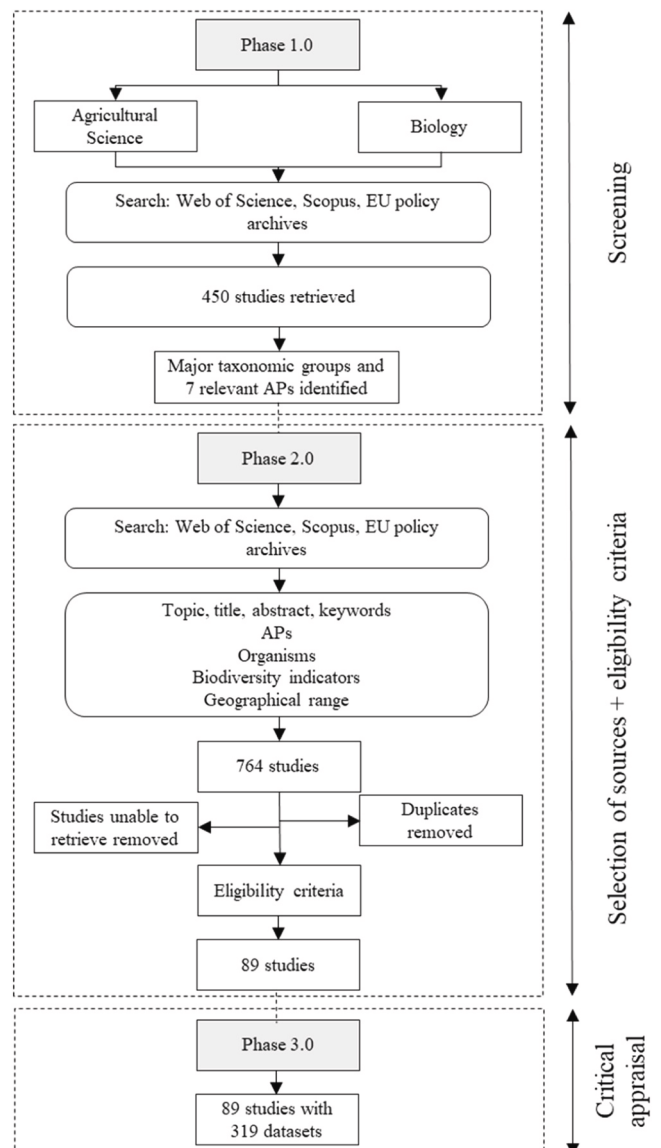 Phase 1.0
Agricultural
Science
Biology
Search: Web of Science, Scopus, EU policy
archives
450 studies retrieved
Major taxonomic groups and
7 relevant APs identified
Screening
Phase 2.0
Search: Web of Science, Scopus, EU policy
archives
Topic, title, abstract, keywords
APs
Organisms
Biodiversity indicators
Geographical range
764 studies
Studies unable to
retrieve removed
Duplicates
removed
Eligibility criteria
89 studies
Selection of sources + eligibility criteria
Phase 3.0
89 studies with
319 datasets
Critical
appraisal